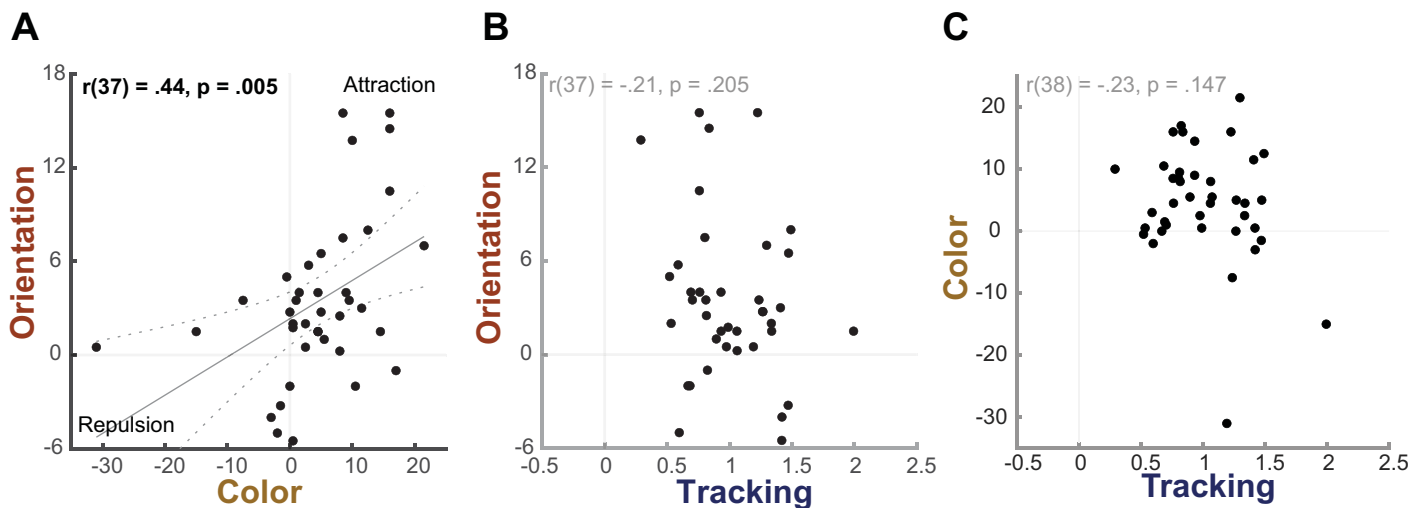 A
r(37) = .44, p = .005
Attraction
Orientation
18
12
6
0
-6
Repulsion
-30
-20
-10
0
10
20
Color
B
r(37) = -.21, p = .205
Orientation
18
12
6
0
-6
-0.5
0
0.5
1
1.5
2
2.5
Tracking
C
r(38) = -.23, p = .147
Color
20
10
0
-10
-20
-30
-0.5
0
0.5
1
1.5
2
2.5
Tracking